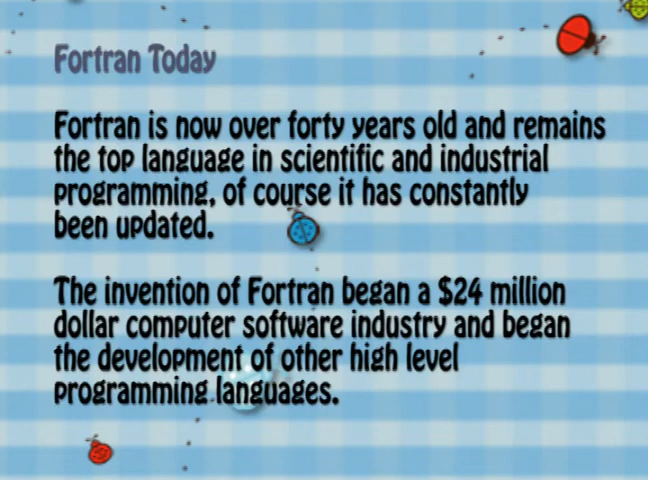 Fortran Today
Fortran is now over forty years old and remains
the top language in scientific and industrial
programming, of course it has constantly
been updated.
The invention of Fortran began a $24 million
dollar computer software industry and began
the development of other high level
programming languages.